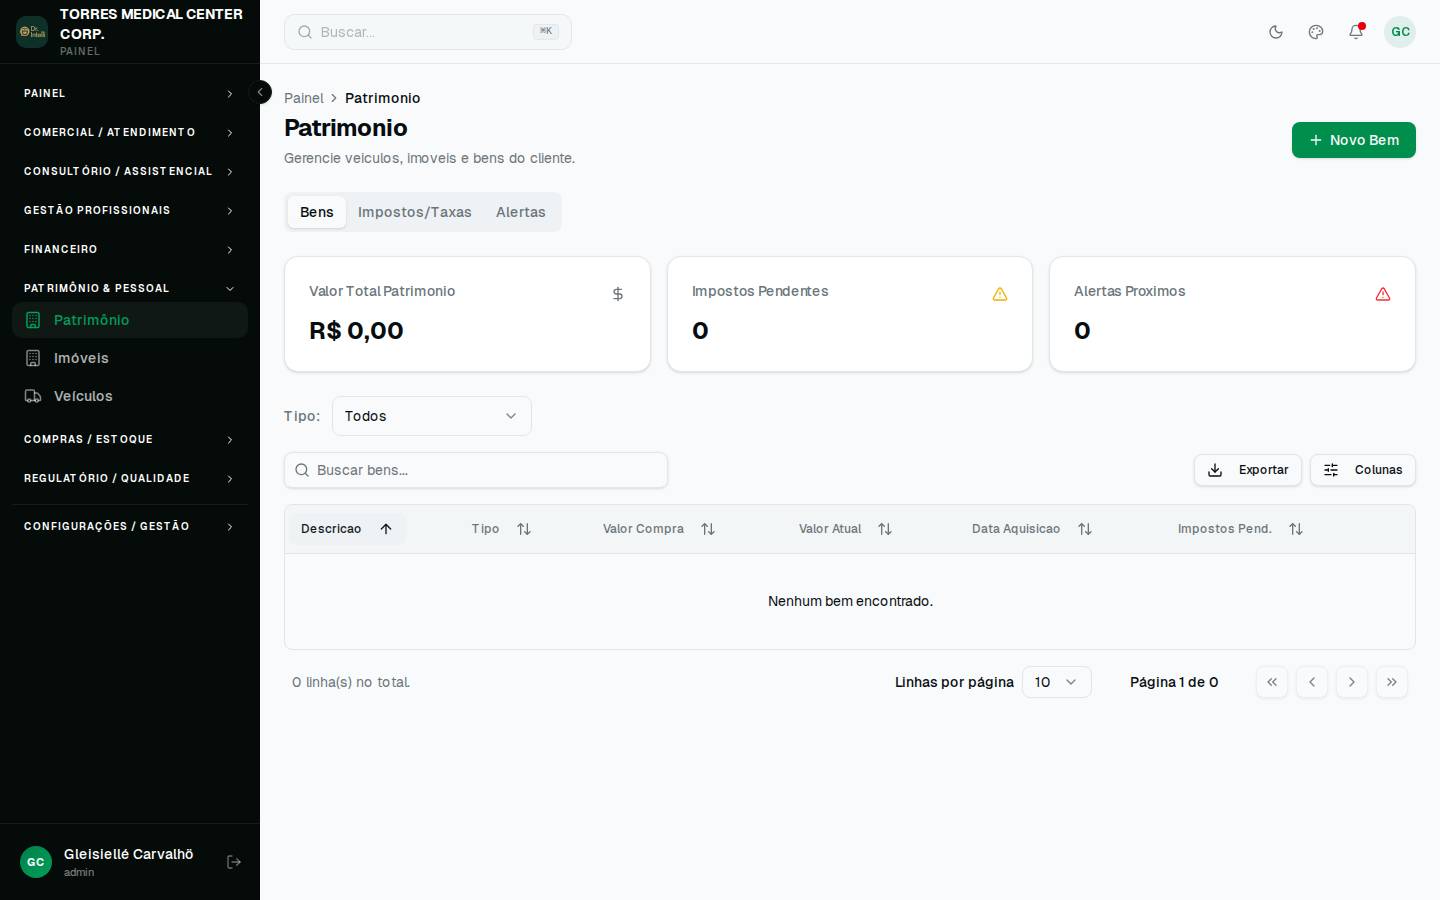 TORRES MEDICAL CENTER
CORP.
PAINEL
Dr.
Intelli
Buscar...
⌘K
GC
PAINEL
COMERCIAL / ATENDIMENTO
CONSULTÓRIO / ASSISTENCIAL
GESTÃO PROFISSIONAIS
FINANCEIRO
PATRIMÔNIO & PESSOAL
Patrimônio
Imóveis
Veículos
COMPRAS / ESTOQUE
REGULATÓRIO / QUALIDADE
CONFIGURAÇÕES / GESTÃO
GC
Gleisiellé Carvalhö
admin
Painel > Patrimonio
Patrimonio
Gerencie veiculos, imoveis e bens do cliente.
+ Novo Bem
Bens Impostos/Taxas Alertas
Valor Total Patrimonio
R$ 0,00
Impostos Pendentes
0
Alertas Proximos
0
Tipo: Todos
Buscar bens...
Exportar Colunas
Descricao Tipo Valor Compra Valor Atual Data Aquisicao Impostos Pend.
Nenhum bem encontrado.
0 linha(s) no total.
Linhas por página 10 Página 1 de 0